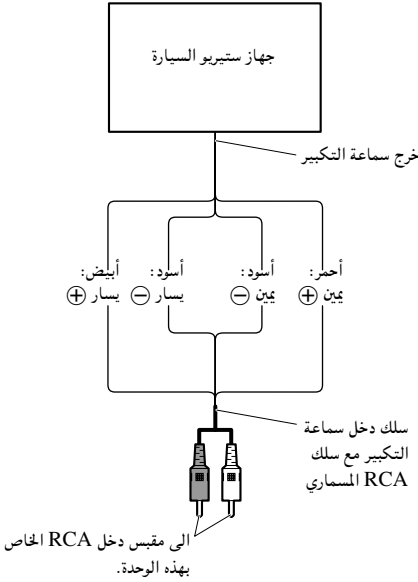 جهاز ستيريو السيارة
خرج سماعة التكبير
أحمر:
يمين ⊕
أسود:
يمين ⊖
أسود:
يسار ⊖
أبيض:
يسار ⊕
سلك دخل سماعة
التكبير مع سلك
RCA المسماري
الى مقبس دخل RCA الخاص
بهذه الوحدة.